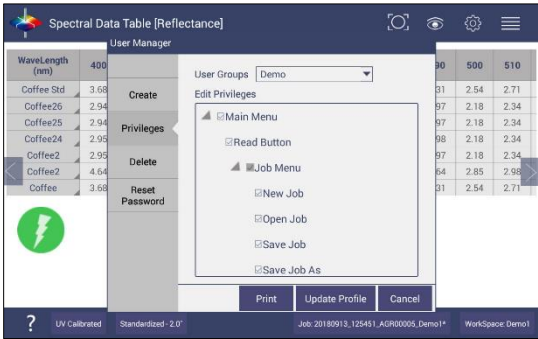 Spectral Data Table [Reflectance]
User Manager
WaveLength
(nm)
400
90
500
510
Coffee Std
3.68
31
2.54
2.71
Coffee26
2.94
97
2.18
2.34
Coffee25
2.94
97
2.18
2.34
Coffee24
2.95
98
2.18
2.34
Coffee2
2.95
97
2.18
2.34
Coffee2
4.64
64
2.85
2.98
Coffee
3.68
31
2.54
2.71
Create
Privileges
Delete
Reset
Password
User Groups Demo
Edit Privileges
Main Menu
Read Button
Job Menu
New Job
Open Job
Save Job
Save Job As
Print Update Profile Cancel
? UV Calibrated Standardized - 2.0" Job: 20180913_125451_AGR00005_Demo1* WorkSpace: Demo1